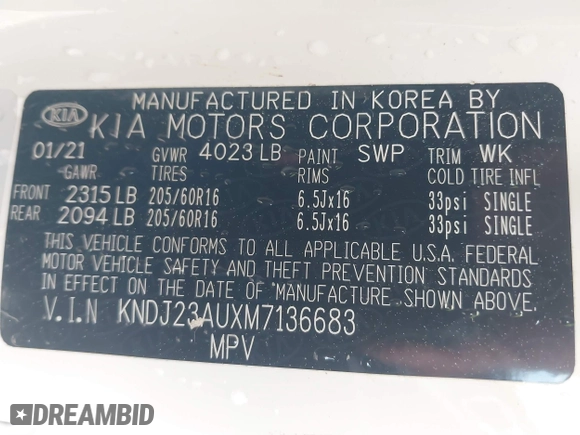 KIA
MANUFACTURED IN KOREA BY
KIA MOTORS CORPORATION
01/21 GVWR 4023 LB PAINT SWP TRIM WK
GAWR TIRES RIMS COLD TIRE INFL
FRONT 2315 LB 205/60R16 6.5Jx16 33psi SINGLE
REAR 2094 LB 205/60R16 6.5Jx16 33psi SINGLE
THIS VEHICLE CONFORMS TO ALL APPLICABLE U.S.A. FEDERAL
MOTOR VEHICLE SAFETY AND THEFT PREVENTION STANDARDS
IN EFFECT ON THE DATE OF MANUFACTURE SHOWN ABOVE.
V.I.N KNDJ23AUXM7136683
MPV
DREAMBID